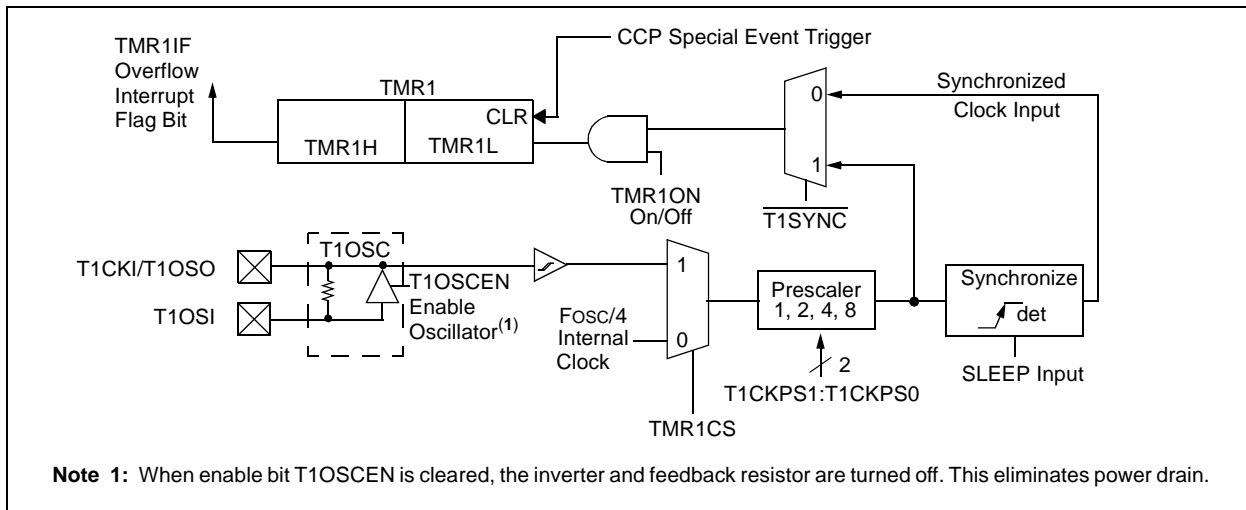 TMR1IF
Overflow
Interrupt
Flag Bit
TMR1
CCP Special Event Trigger
CLR
TMR1H
TMR1L
TMR1ON
On/Off
0
1
T1SYNC
Synchronized
Clock Input
T1CKI/T1OSO
T1OSI
T1OSC
T1OSCEN
Enable
Oscillator(1)
FOSC/4
Internal
Clock
1
0
TMR1CS
Prescaler
1, 2, 4, 8
2
T1CKPS1:T1CKPS0
Synchronize
det
SLEEP Input
Note 1: When enable bit T1OSCEN is cleared, the inverter and feedback resistor are turned off. This eliminates power drain.